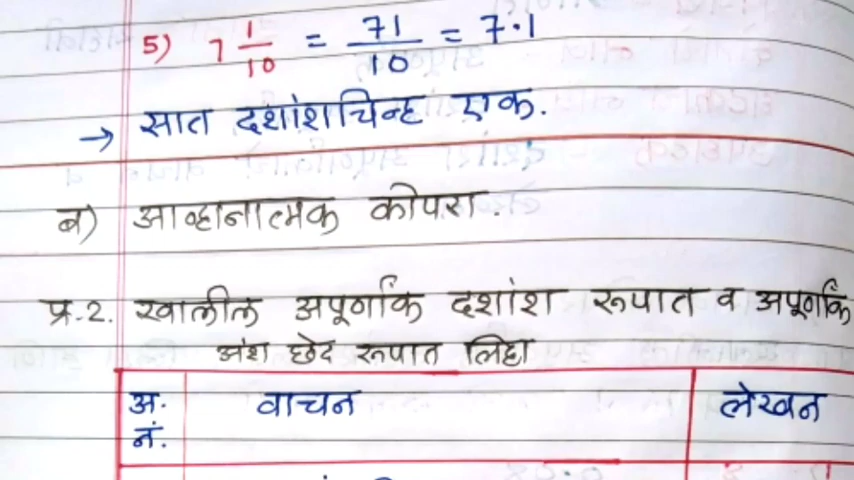 5) 7 1/10 = 71/10 = 7.1
→ सात दशांशचिन्ह एक.
ब) आव्हानात्मक कोपरा.
प्र.2. खालील अपूर्णांक दशांश रूपात व अपूर्णांक
अंश छेद रूपात लिहा
अ. नं. वाचन लेखन